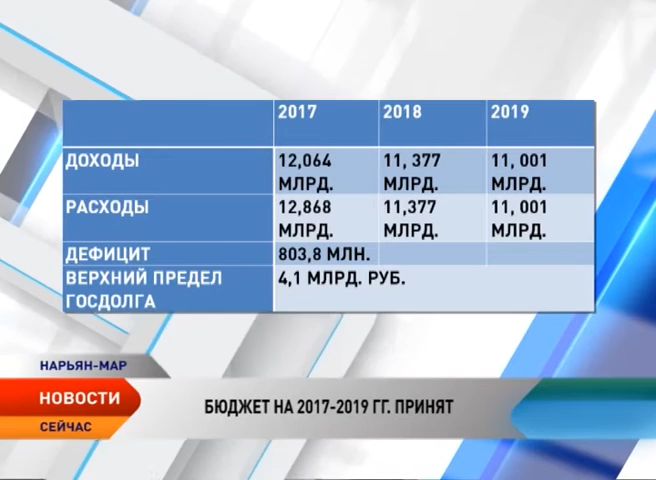 2017 2018 2019
ДОХОДЫ 12,064 11, 377 11, 001
МЛРД. МЛРД. МЛРД.
РАСХОДЫ 12,868 11,377 11, 001
МЛРД. МЛРД. МЛРД.
ДЕФИЦИТ 803,8 МЛН.
ВЕРХНИЙ ПРЕДЕЛ 4,1 МЛРД. РУБ.
ГОСДОЛГА
НАРЬЯН-МАР
НОВОСТИ
СЕЙЧАС
БЮДЖЕТ НА 2017-2019 ГГ. ПРИНЯТ